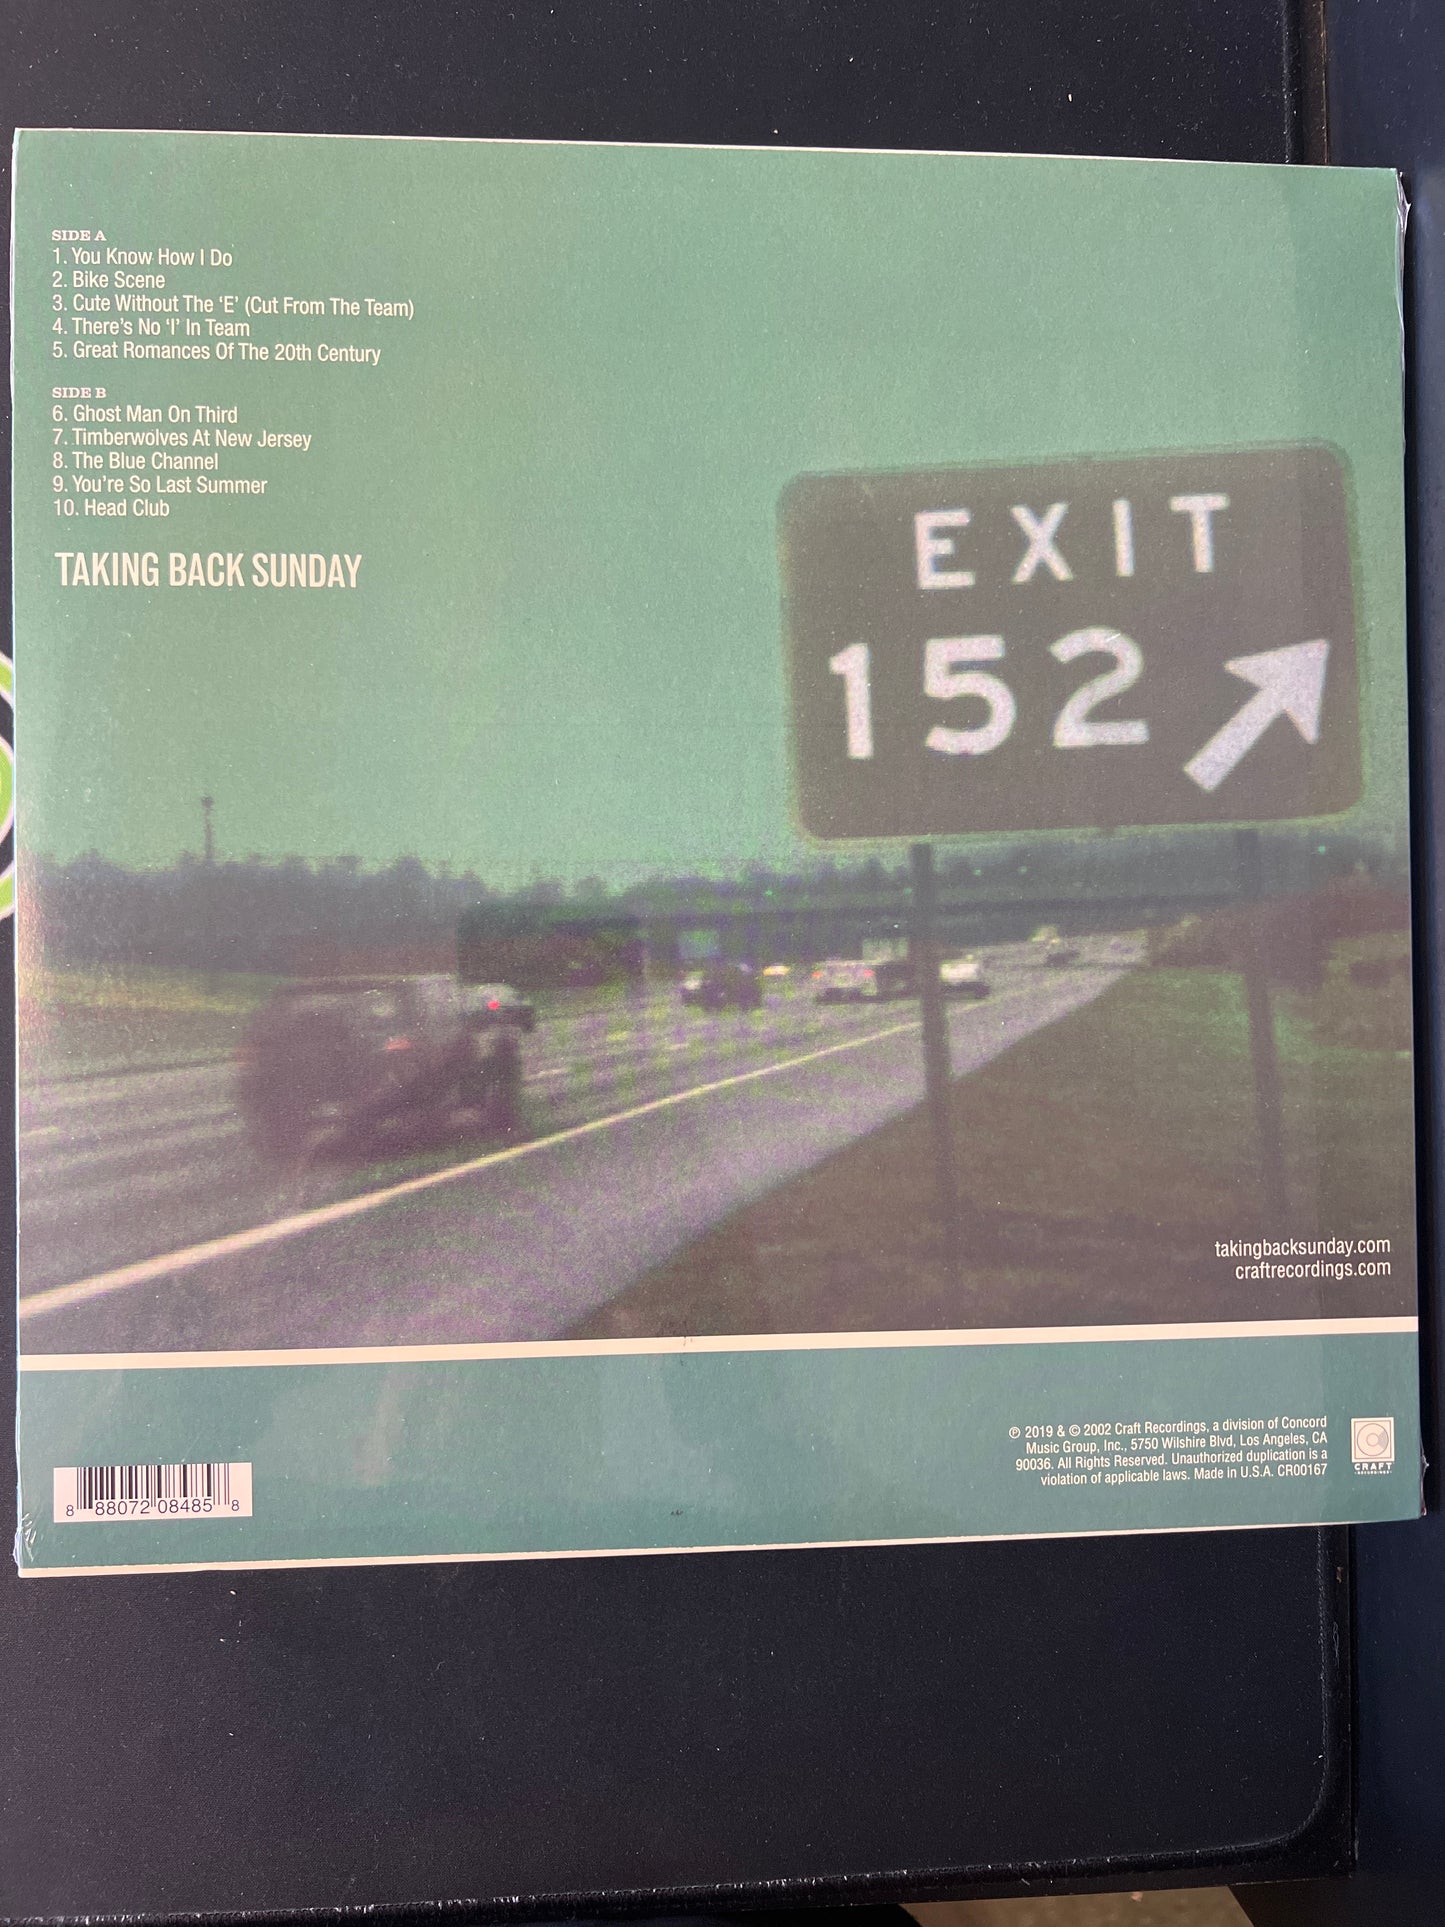 SIDE A
1. You Know How I Do
2. Bike Scene
3. Cute Without The ‘E’ (Cut From The Team)
4. There’s No ‘I’ In Team
5. Great Romances Of The 20th Century
SIDE B
6. Ghost Man On Third
7. Timberwolves At New Jersey
8. The Blue Channel
9. You’re So Last Summer
10. Head Club
TAKING BACK SUNDAY
EXIT
152
takingbacksunday.com
craftrecordings.com
℗ 2019 & © 2002 Craft Recordings, a division of Concord
Music Group, Inc., 5750 Wilshire Blvd, Los Angeles, CA
90036. All Rights Reserved. Unauthorized duplication is a
violation of applicable laws. Made in U.S.A. CR00167
CRAFT
RECORDINGS
8 88072 08485 8